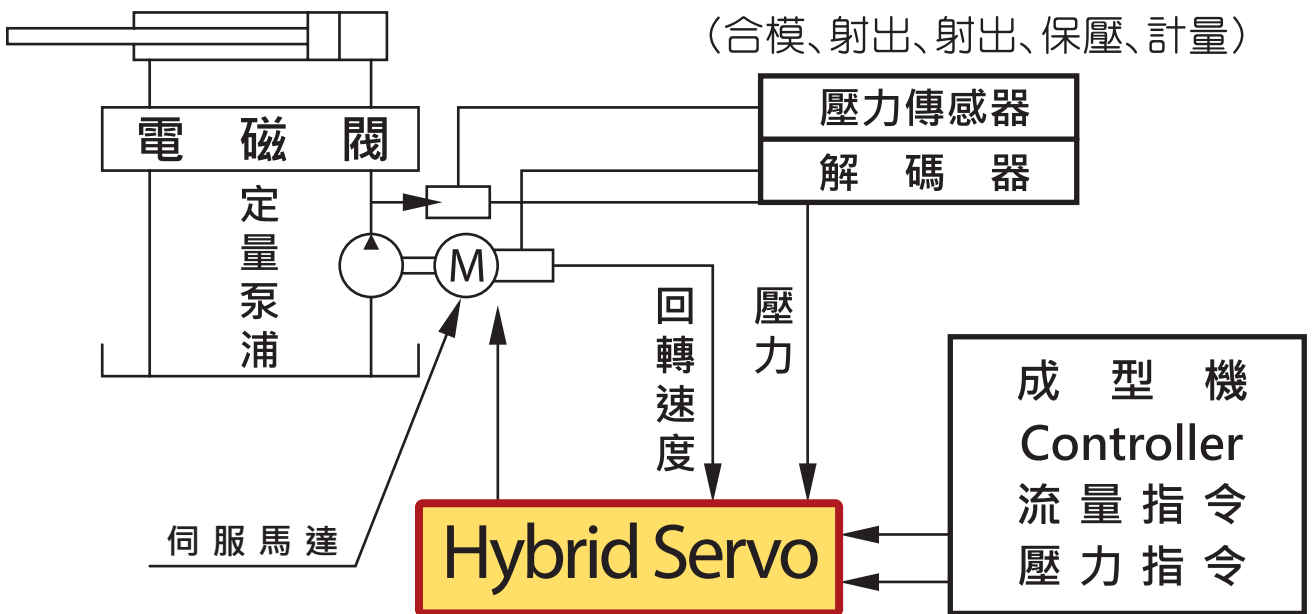 (合模、射出、射出、保壓、計量)
壓力傳感器
解碼器
電磁閥
定量泵浦
M
回轉速度
壓力
成型機
Controller
流量指令
壓力指令
伺服馬達
Hybrid Servo